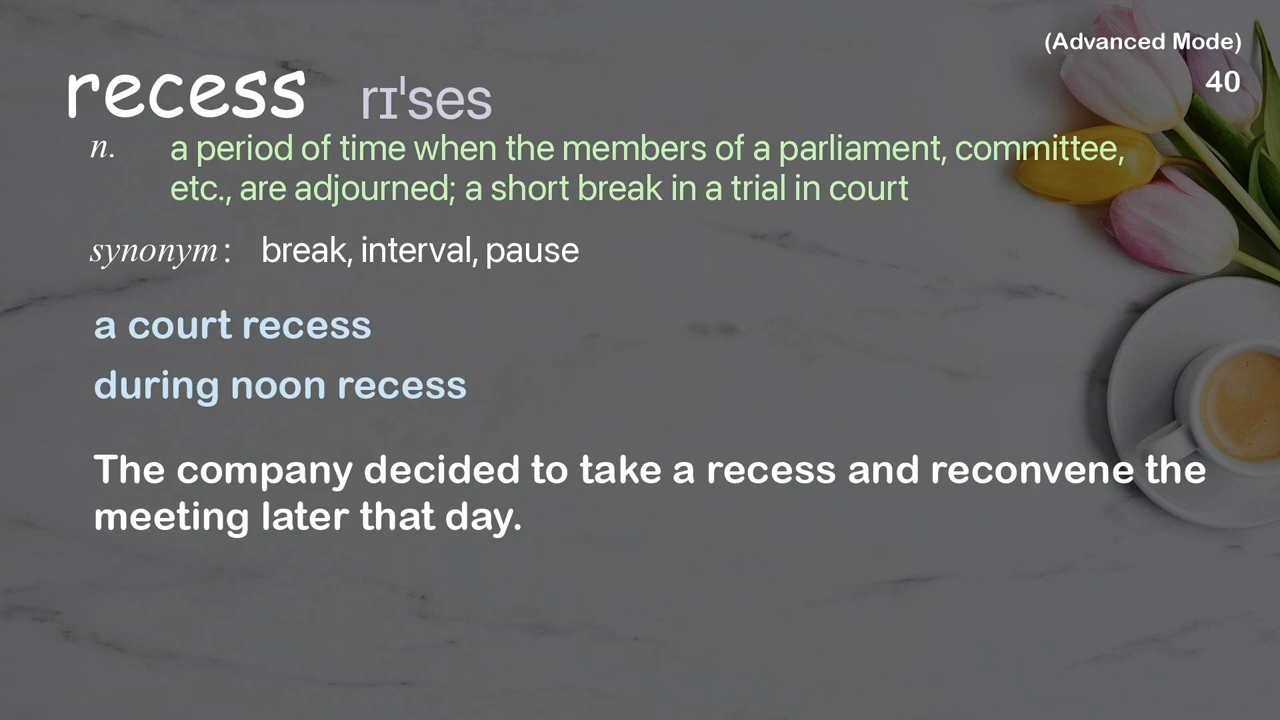 (Advanced Mode)
40
recess rɪˈses
n. a period of time when the members of a parliament, committee,
etc., are adjourned; a short break in a trial in court
synonym: break, interval, pause
a court recess
during noon recess
The company decided to take a recess and reconvene the
meeting later that day.